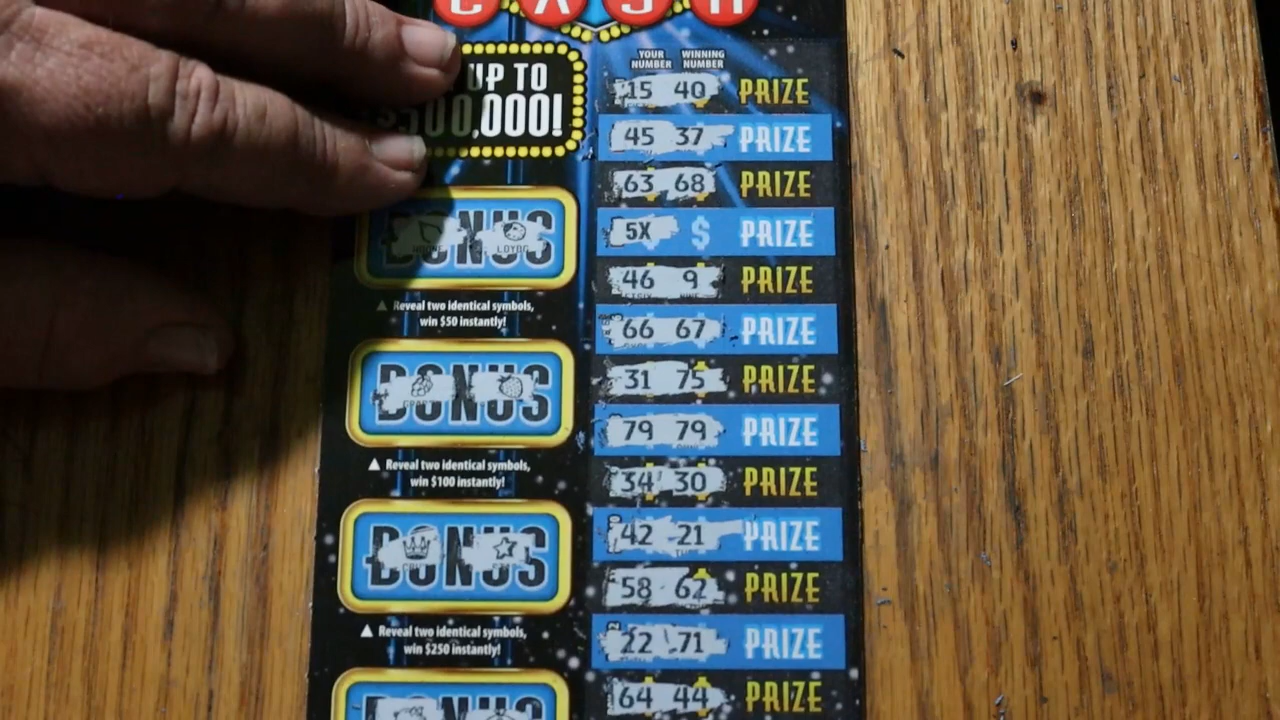 CASH
UP TO
$500,000!
YOUR NUMBER WINNING NUMBER
15 40 PRIZE
45 37 PRIZE
63 68 PRIZE
5X $ PRIZE
46 9 PRIZE
66 67 PRIZE
31 75 PRIZE
79 79 PRIZE
34 30 PRIZE
42 21 PRIZE
58 62 PRIZE
22 71 PRIZE
64 44 PRIZE
BONUS
▲ Reveal two identical symbols,
win $50 instantly!
BONUS
▲ Reveal two identical symbols,
win $100 instantly!
BONUS
▲ Reveal two identical symbols,
win $250 instantly!
BONUS